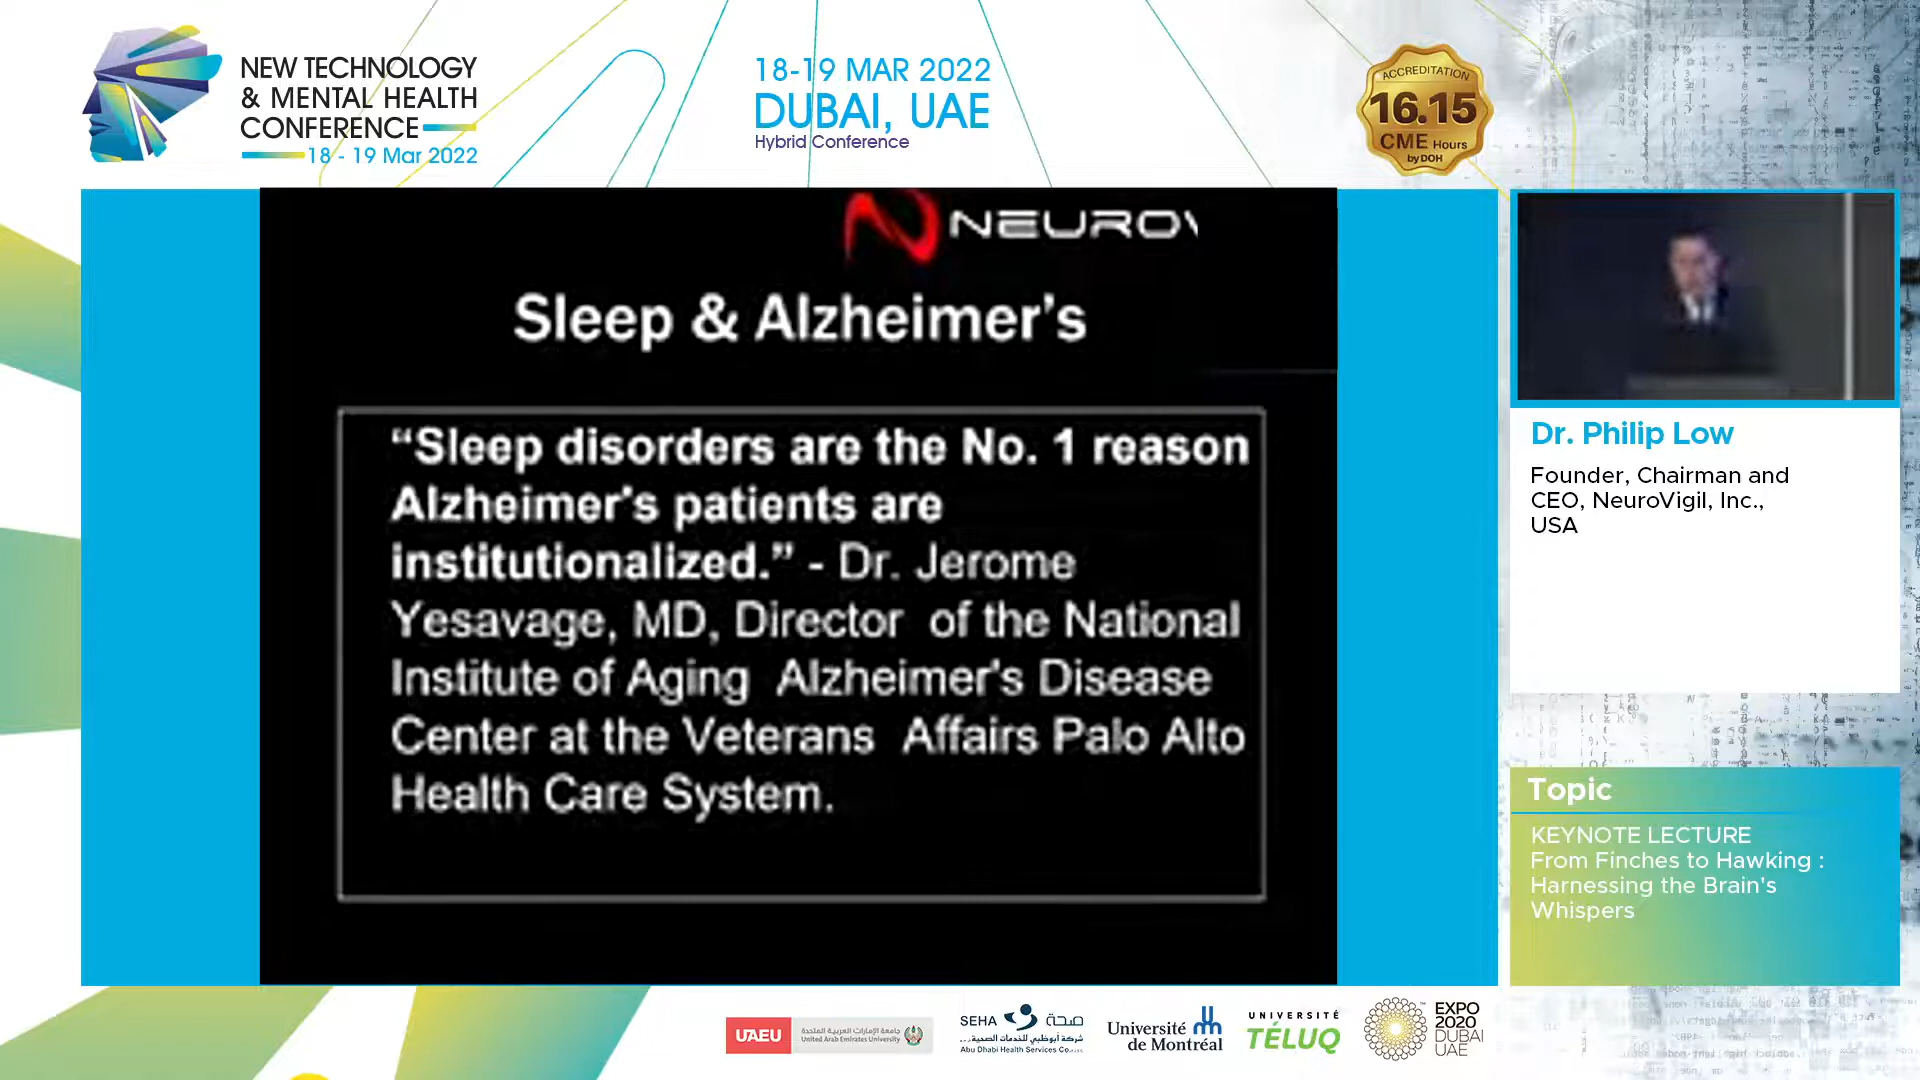 NEW TECHNOLOGY
& MENTAL HEALTH
CONFERENCE
18 - 19 Mar 2022
18-19 MAR 2022
DUBAI, UAE
Hybrid Conference
ACCREDITATION
16.15
CME Hours
by DOH
NEURO
Sleep & Alzheimer's
“Sleep disorders are the No. 1 reason
Alzheimer's patients are
institutionalized.” - Dr. Jerome
Yesavage, MD, Director of the National
Institute of Aging Alzheimer's Disease
Center at the Veterans Affairs Palo Alto
Health Care System.
Dr. Philip Low
Founder, Chairman and
CEO, NeuroVigil, Inc.,
USA
Topic
KEYNOTE LECTURE
From Finches to Hawking :
Harnessing the Brain's
Whispers
UAEU
جامعة الإمارات العربية المتحدة
United Arab Emirates University
SEHA صحة
شركة أبوظبي للخدمات الصحية
Abu Dhabi Health Services Co.
Université
de Montréal
UNIVERSITÉ
TÉLUQ
EXPO
2020
DUBAI
UAE